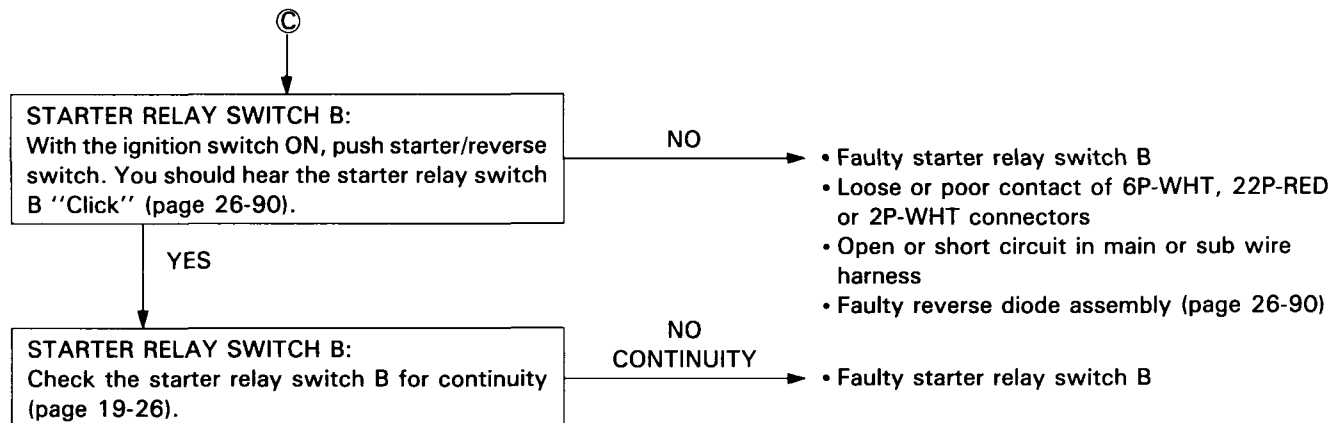 ©
STARTER RELAY SWITCH B:
With the ignition switch ON, push starter/reverse
switch. You should hear the starter relay switch
B ''Click'' (page 26-90).
NO
• Faulty starter relay switch B
• Loose or poor contact of 6P-WHT, 22P-RED
or 2P-WHT connectors
• Open or short circuit in main or sub wire
harness
• Faulty reverse diode assembly (page 26-90)
YES
STARTER RELAY SWITCH B:
Check the starter relay switch B for continuity
(page 19-26).
NO
CONTINUITY
• Faulty starter relay switch B